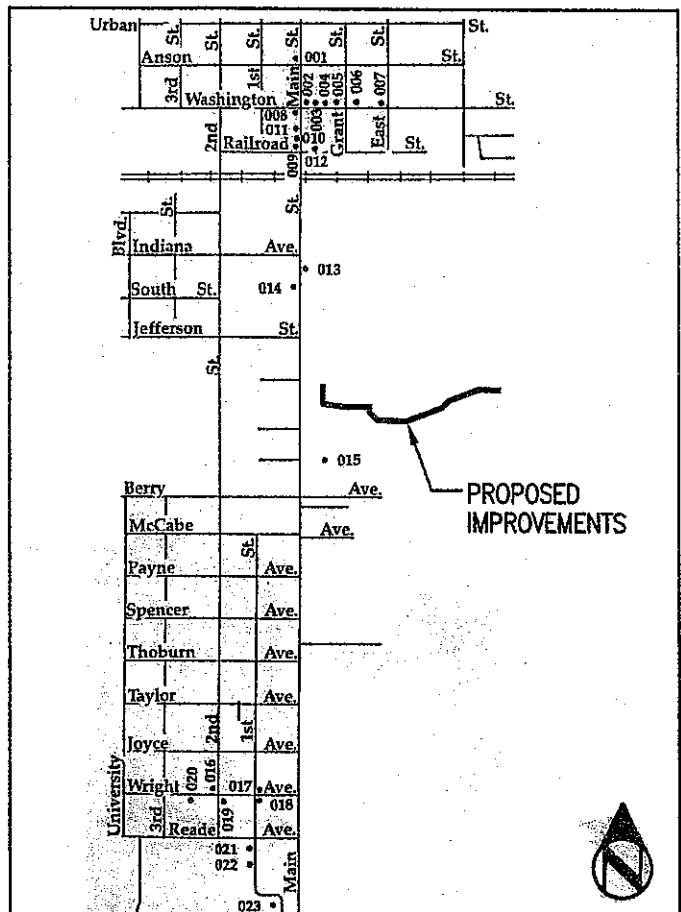 Urban St.
St. St. St. St.
Anson 001 St.
3rd 1st Main
Washington 002 003 004 005 006 007 St.
2nd 008
011 010 Grant East
Railroad St.
009 012
St.
Blvd. St.
Indiana Ave.
013
South St. 014
Jefferson St.
St.
015
Berry Ave.
PROPOSED
IMPROVEMENTS
McCabe Ave.
St.
Payne Ave.
Spencer Ave.
Thoburn Ave.
Taylor Ave.
2nd 1st
Joyce Ave.
Wright 020 016 017 Ave.
University 3rd 019 018
Reade Ave.
021
022 Main
023
N